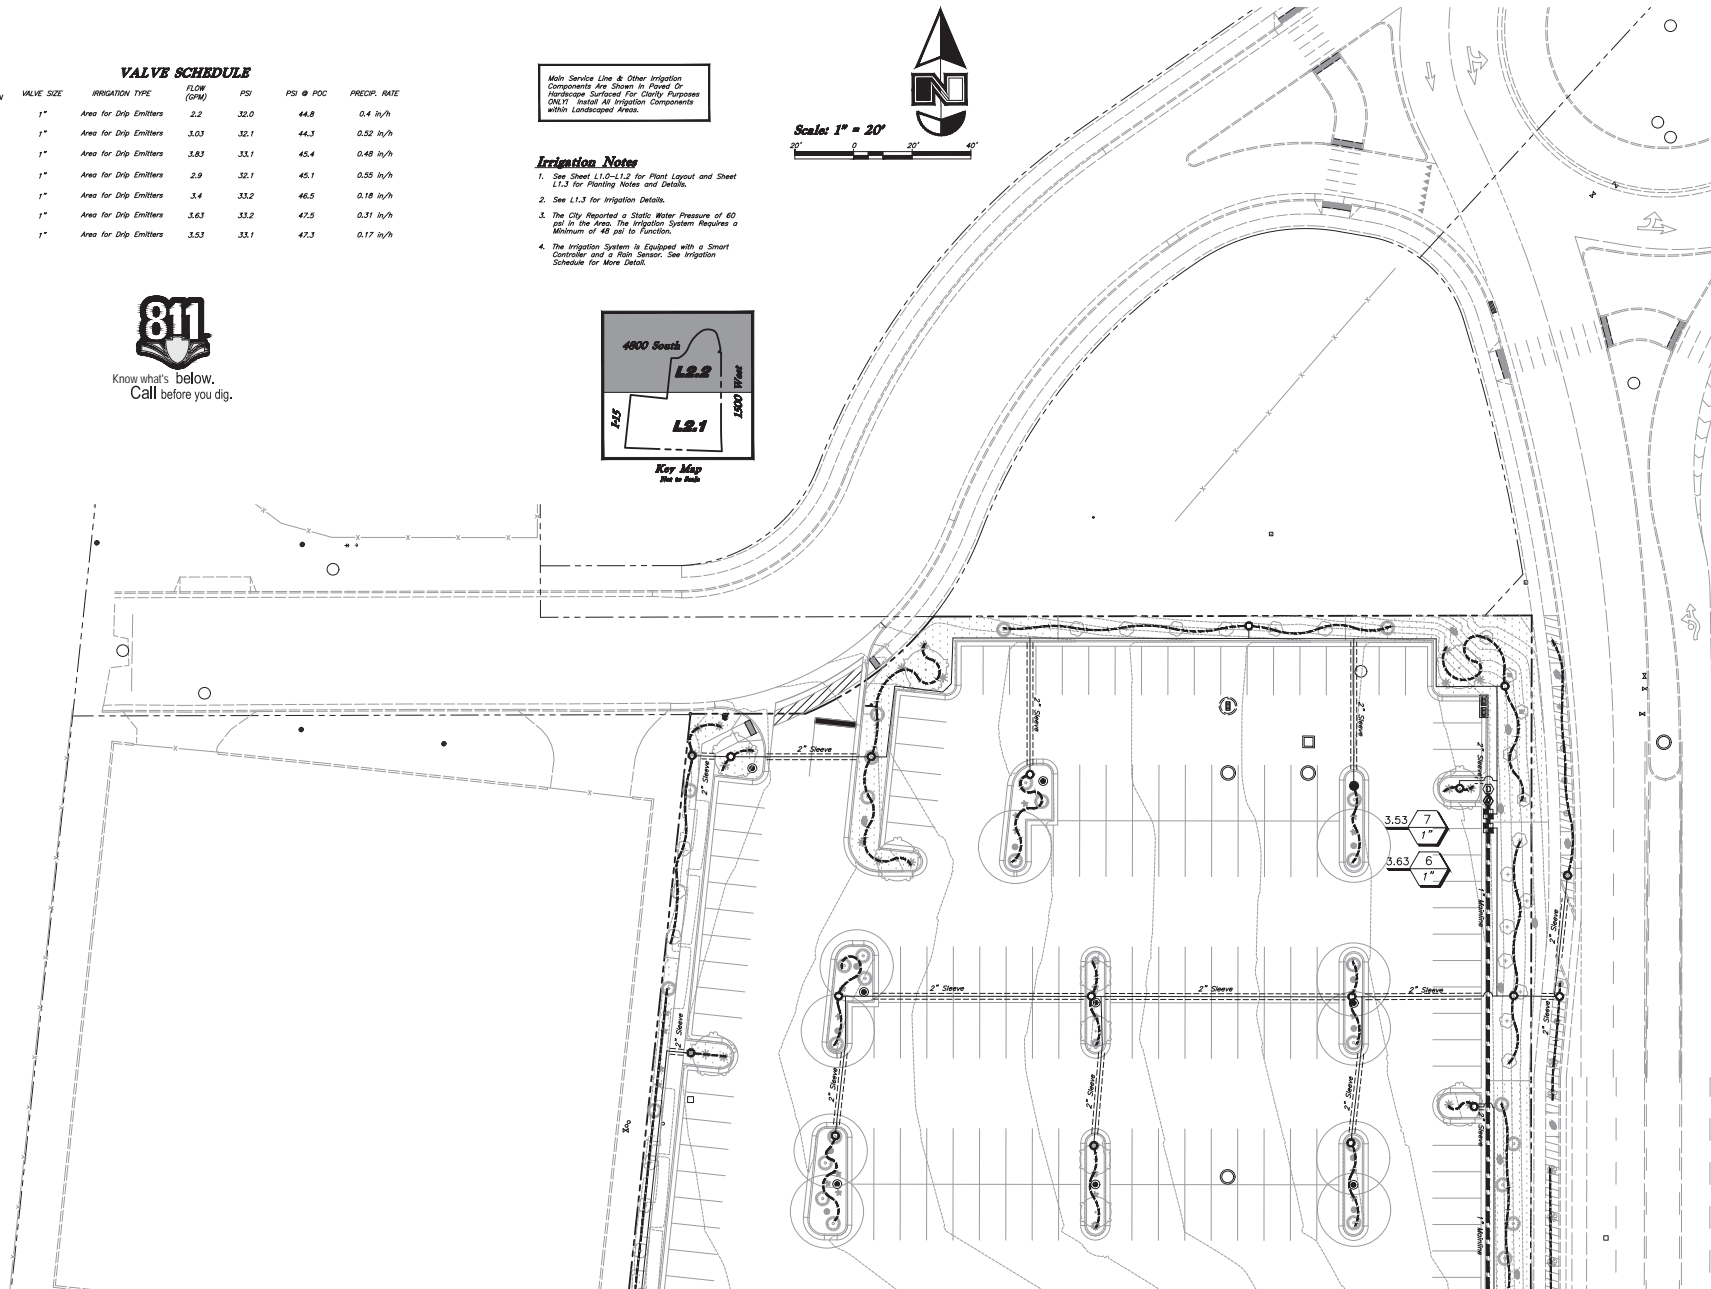 VALVE SCHEDULE
N VALVE SIZE IRRIGATION TYPE FLOW (GPM) PSI PSI @ POC PRECIP. RATE
1" Area for Drip Emitters 2.2 32.0 44.8 0.4 in/h
1" Area for Drip Emitters 3.03 32.1 44.3 0.52 in/h
1" Area for Drip Emitters 3.83 33.1 45.4 0.48 in/h
1" Area for Drip Emitters 2.9 32.1 45.1 0.55 in/h
1" Area for Drip Emitters 3.4 33.2 46.5 0.18 in/h
1" Area for Drip Emitters 3.63 33.2 47.5 0.31 in/h
1" Area for Drip Emitters 3.53 33.1 47.3 0.17 in/h
811
Know what's below.
Call before you dig.
Main Service Line & Other Irrigation
Components Are Shown in Paved Or
Hardscape Surfaced For Clarity Purposes
ONLY! Install All Irrigation Components
within Landscaped Areas.
Irrigation Notes
1. See Sheet L1.0-L1.2 for Plant Layout and Sheet
L1.3 for Planting Notes and Details.
2. See L1.3 for Irrigation Details.
3. The City Reported a Static Water Pressure of 60
psi in the Area. The Irrigation System Requires a
Minimum of 48 psi to Function.
4. The Irrigation System is Equipped with a Smart
Controller and a Rain Sensor. See Irrigation
Schedule for More Detail.
N
Scale: 1" = 20'
20' 0 20' 40'
4800 South
L2.2
1500 West
I-15
L2.1
Key Map
Not to Scale
2" Sleeve
2" Sleeve
2" Sleeve
2" Sleeve
2" Sleeve
3.53 7
1"
3.63 6
1"
1" Mainline
2" Sleeve
2" Sleeve
2" Sleeve
2" Sleeve
2" Sleeve
2" Sleeve
2" Sleeve
2" Sleeve
2" Sleeve
2" Sleeve
1" Mainline